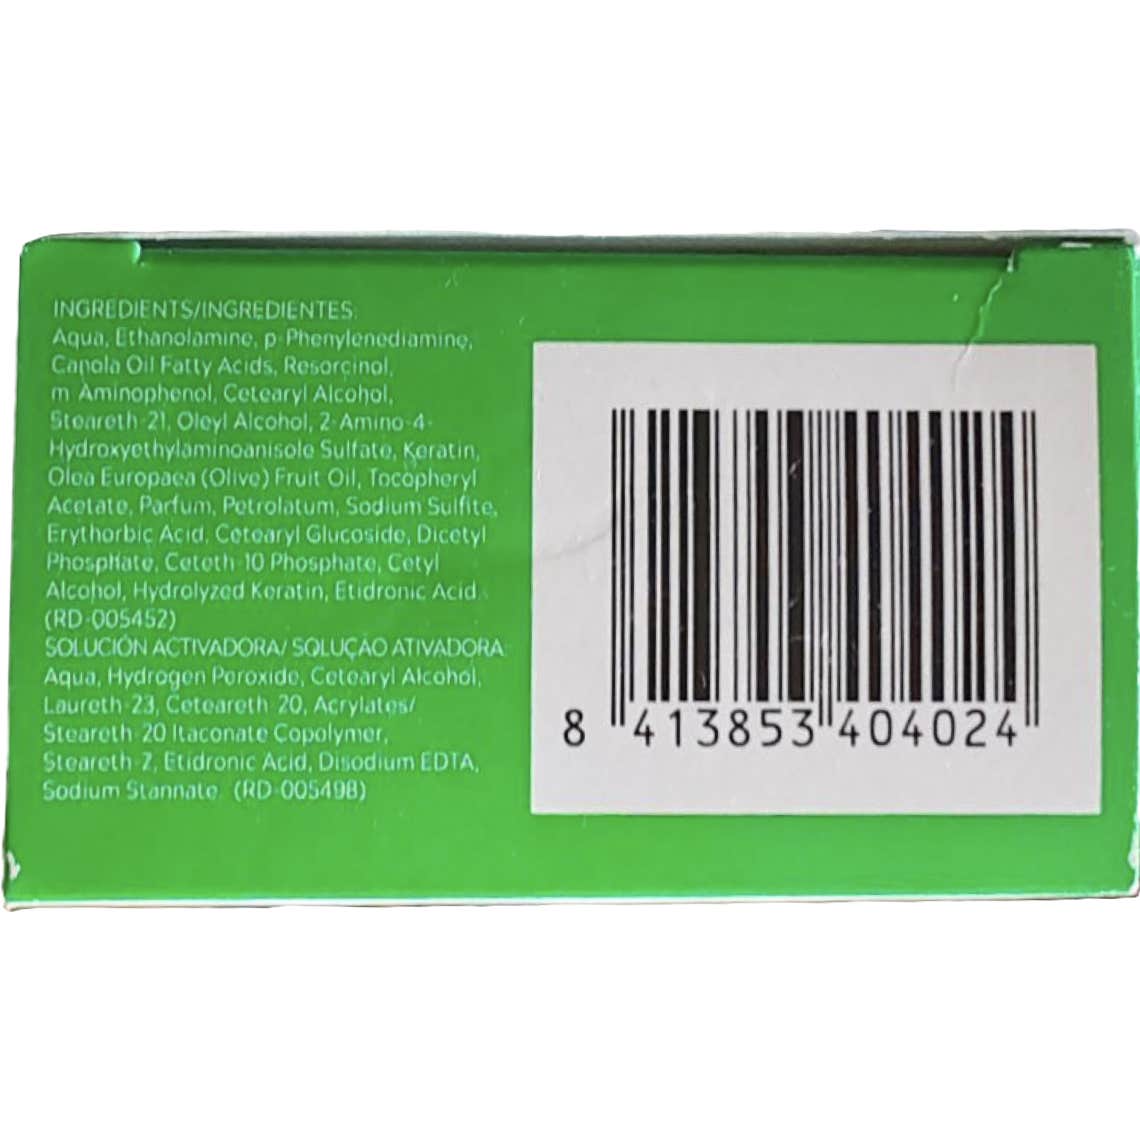 INGREDIENTS/INGREDIENTES:
Aqua, Ethanolamine, p-Phenylenediamine,
Canola Oil Fatty Acids, Resorcinol,
m-Aminophenol, Cetearyl Alcohol,
Steareth-21, Oleyl Alcohol, 2-Amino-4-
Hydroxyethylaminoanisole Sulfate, Keratin,
Olea Europaea (Olive) Fruit Oil, Tocopheryl
Acetate, Parfum, Petrolatum, Sodium Sulfite,
Erythorbic Acid, Cetearyl Glucoside, Dicetyl
Phosphate, Ceteth-10 Phosphate, Cetyl
Alcohol, Hydrolyzed Keratin, Etidronic Acid.
(RD-005452)
SOLUCIÓN ACTIVADORA/ SOLUÇÃO ATIVADORA:
Aqua, Hydrogen Peroxide, Cetearyl Alcohol,
Laureth-23, Ceteareth-20, Acrylates/
Steareth-20 Itaconate Copolymer,
Steareth-2, Etidronic Acid, Disodium EDTA,
Sodium Stannate. (RD-005498)
8 413853 404024